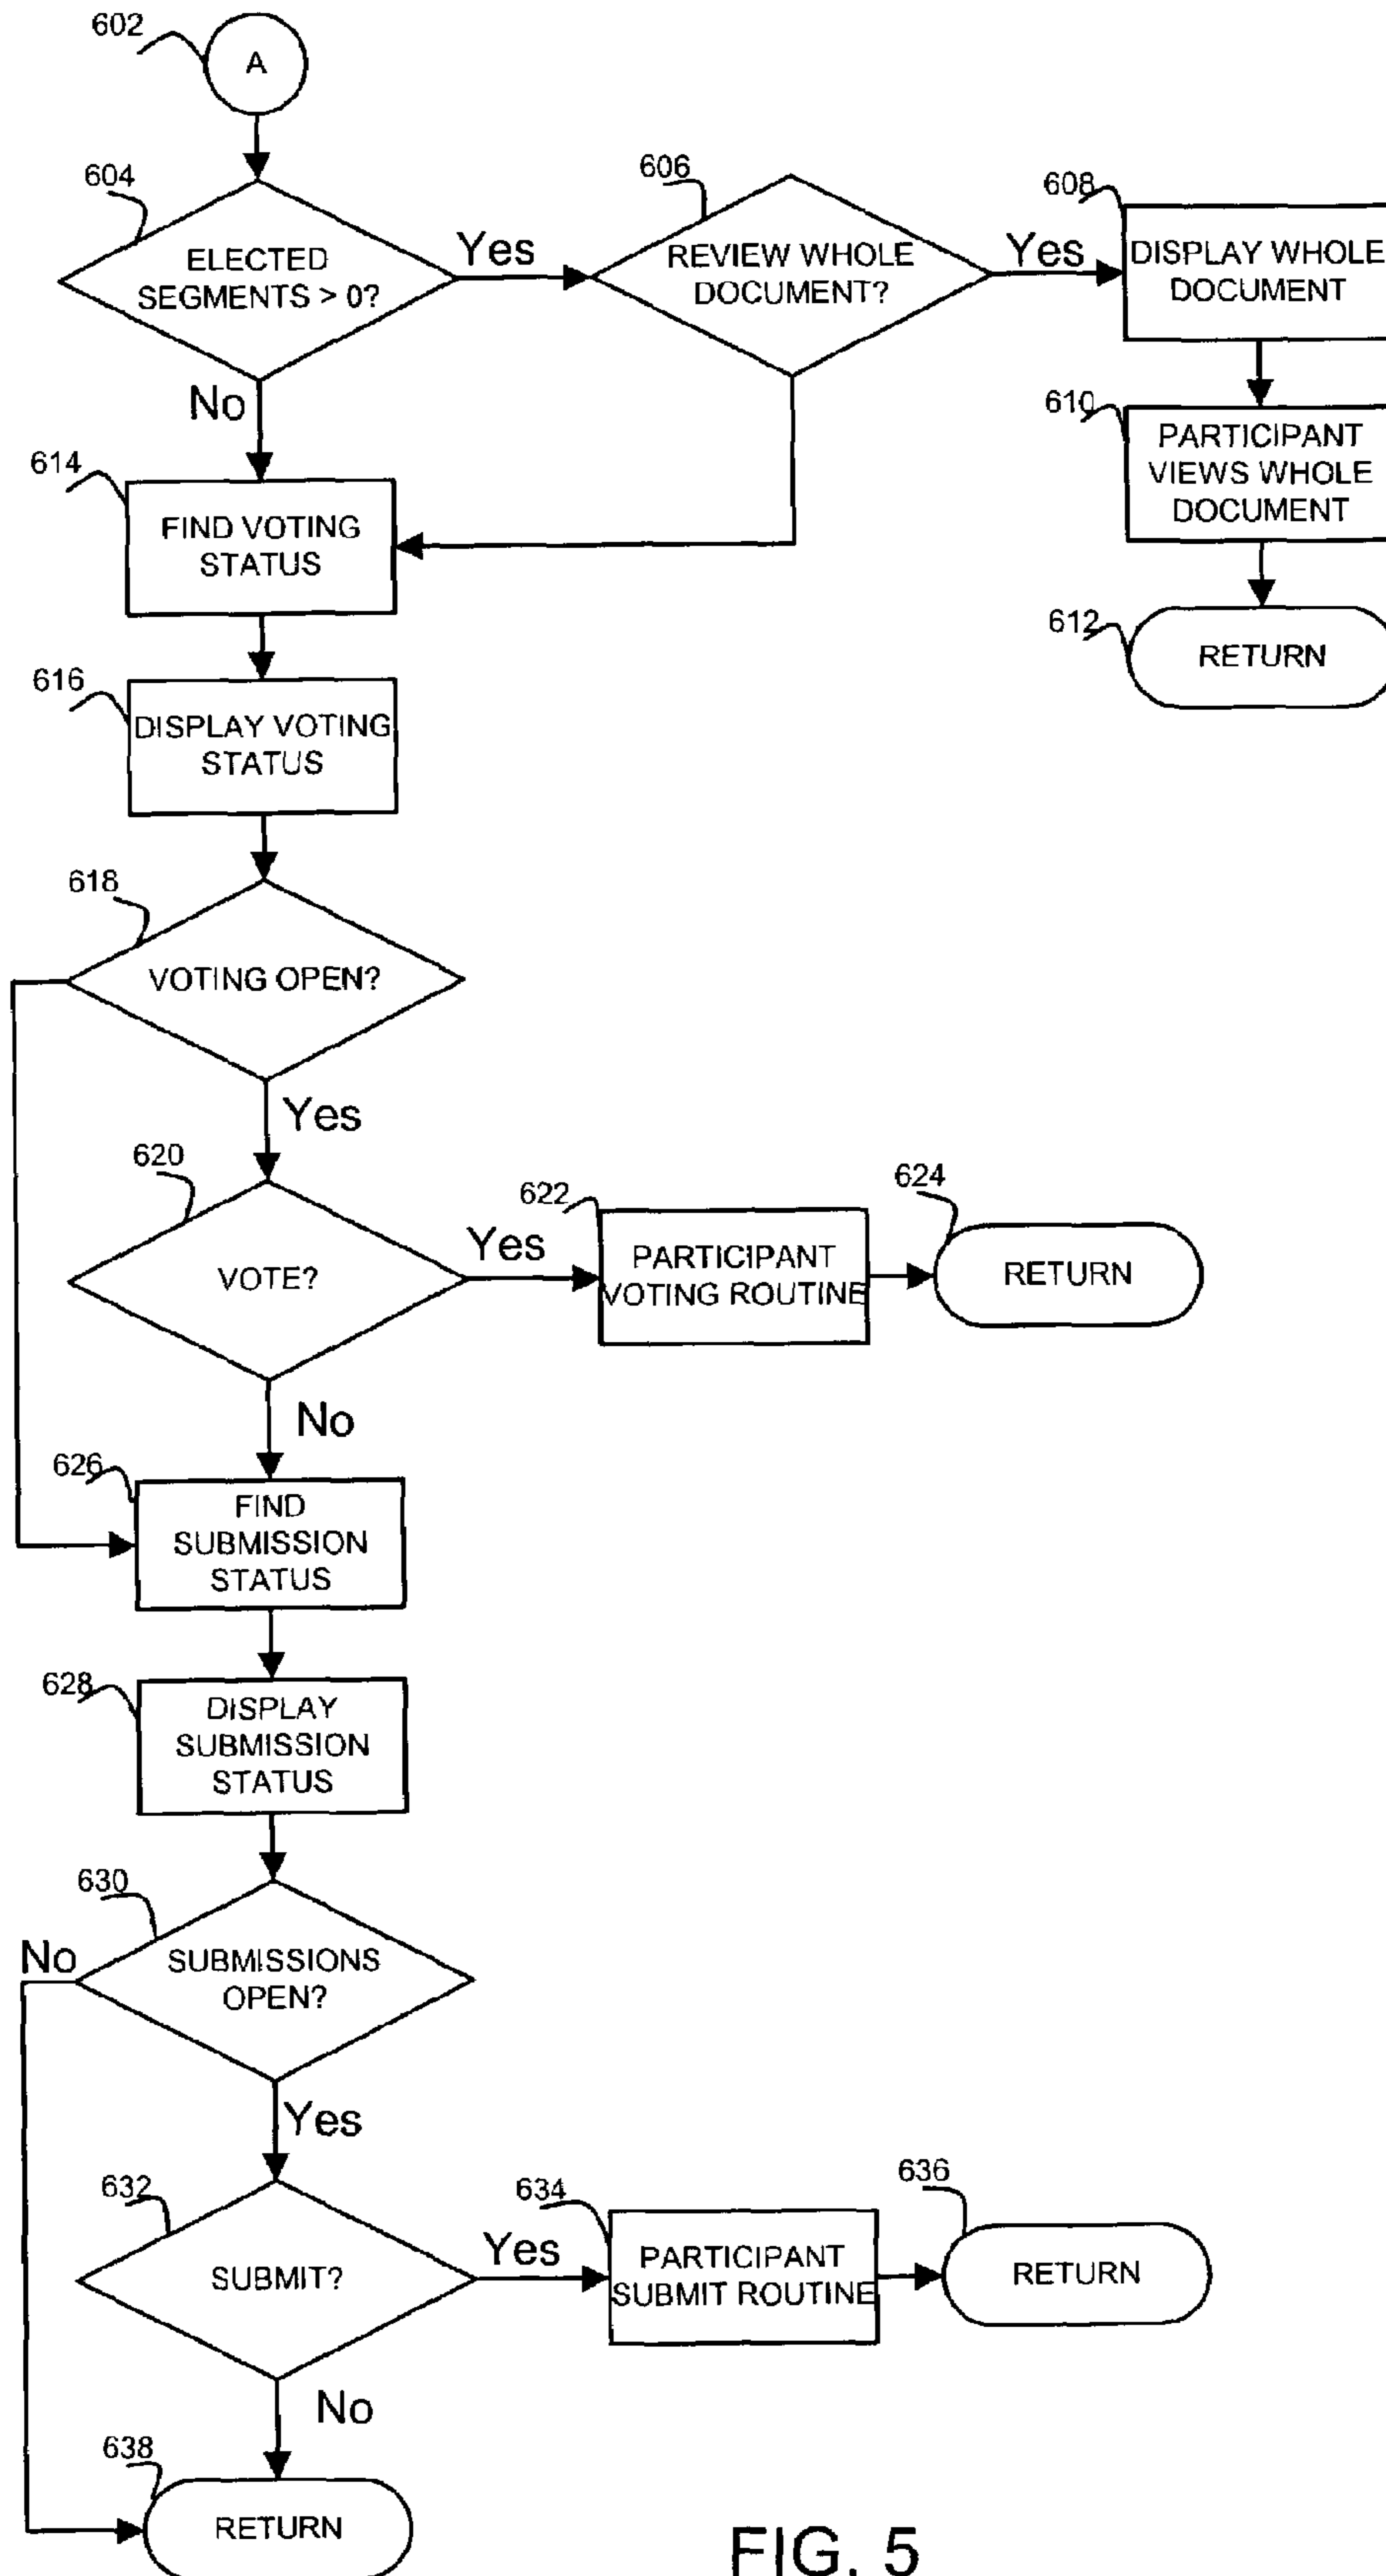 602
A
604
ELECTED
SEGMENTS > 0?
Yes
606
REVIEW WHOLE
DOCUMENT?
Yes
608
DISPLAY WHOLE
DOCUMENT
No
610
PARTICIPANT
VIEWS WHOLE
DOCUMENT
614
FIND VOTING
STATUS
612
RETURN
616
DISPLAY VOTING
STATUS
618
VOTING OPEN?
Yes
620
VOTE?
Yes
622
PARTICIPANT
VOTING ROUTINE
624
RETURN
No
626
FIND
SUBMISSION
STATUS
628
DISPLAY
SUBMISSION
STATUS
630
No
SUBMISSIONS
OPEN?
Yes
632
SUBMIT?
Yes
634
PARTICIPANT
SUBMIT ROUTINE
636
RETURN
No
638
RETURN
FIG. 5